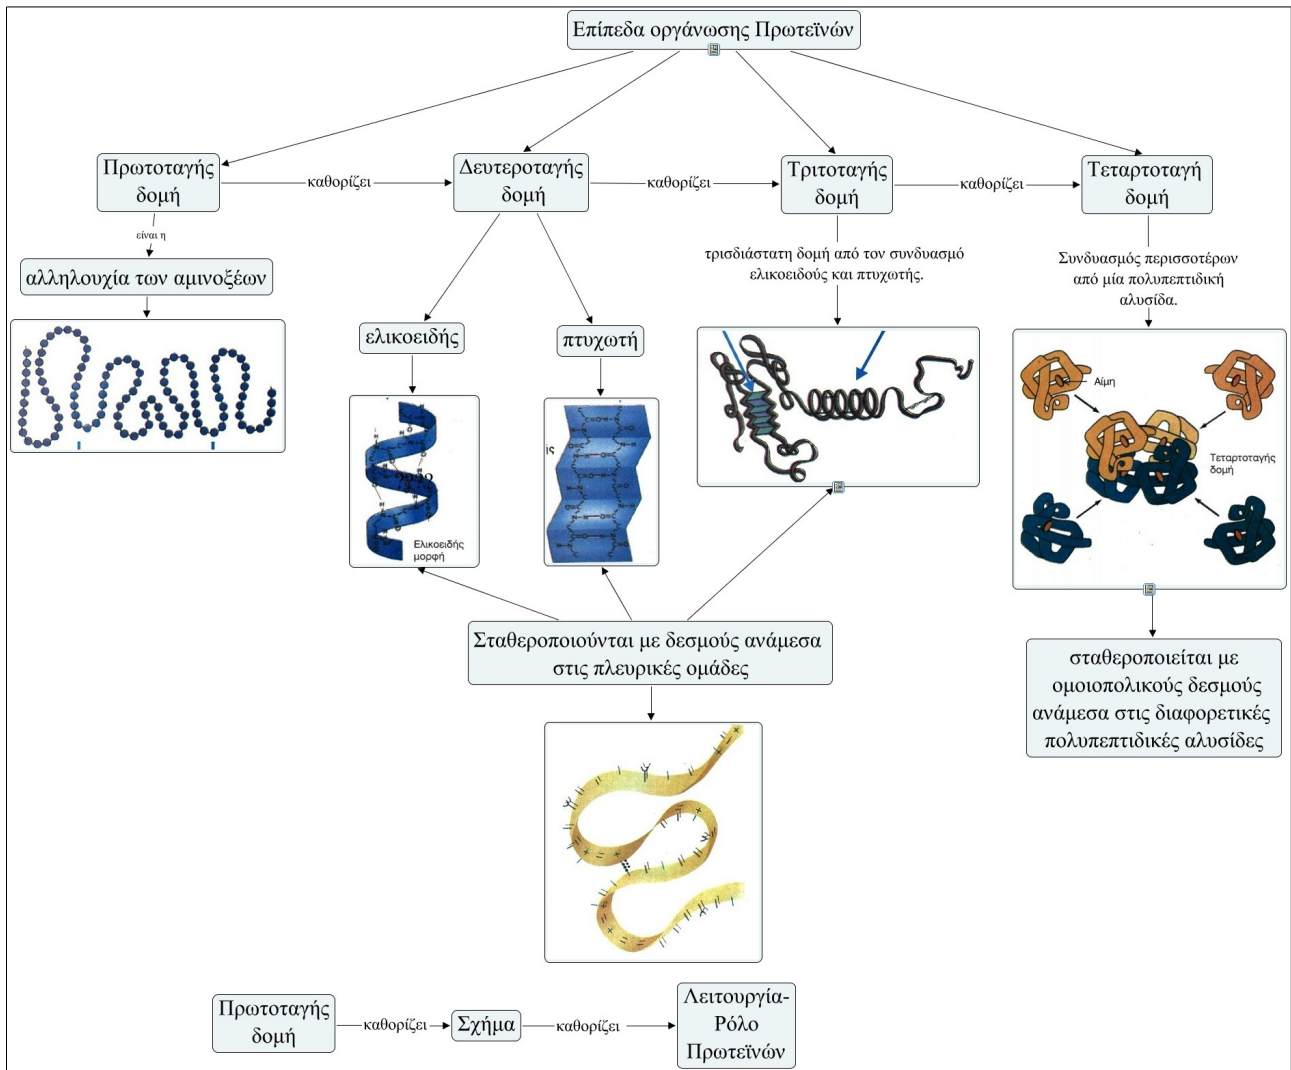 Επίπεδα οργάνωσης Πρωτεϊνών
Πρωτοταγής
δομή
καθορίζει
Δευτεροταγής
δομή
καθορίζει
Τριτοταγής
δομή
καθορίζει
Τεταρτοταγή
δομή
είναι η
αλληλουχία των αμινοξέων
τρισδιάστατη δομή από τον συνδυασμό
ελικοειδούς και πτυχωτής.
Συνδυασμός περισσοτέρων
από μία πολυπεπτιδική
αλυσίδα.
ελικοειδής
πτυχωτή
Ελικοειδής
μορφή
ής
Αίμη
Τεταρτοταγής
δομή
Σταθεροποιούνται με δεσμούς ανάμεσα
στις πλευρικές ομάδες
σταθεροποιείται με
ομοιοπολικούς δεσμούς
ανάμεσα στις διαφορετικές
πολυπεπτιδικές αλυσίδες
Πρωτοταγής
δομή
καθορίζει
Σχήμα
καθορίζει
Λειτουργία-
Ρόλο
Πρωτεϊνών